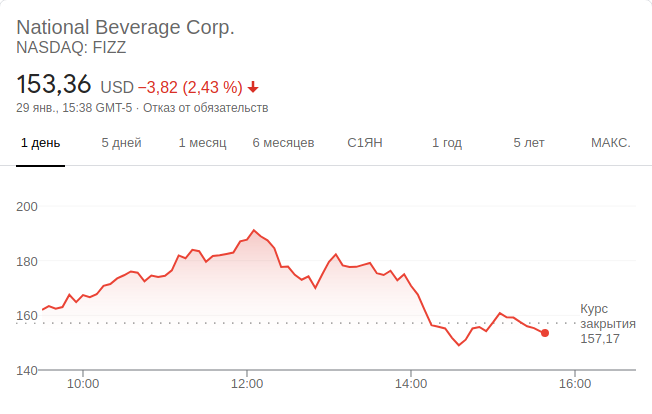 National Beverage Corp.
NASDAQ: FIZZ
153,36 USD −3,82 (2,43 %)
29 янв., 15:38 GMT-5 · Отказ от обязательств
1 день 5 дней 1 месяц 6 месяцев С1ЯН 1 год 5 лет МАКС.
200
180
160
140
Курс
закрытия
157,17
10:00 12:00 14:00 16:00